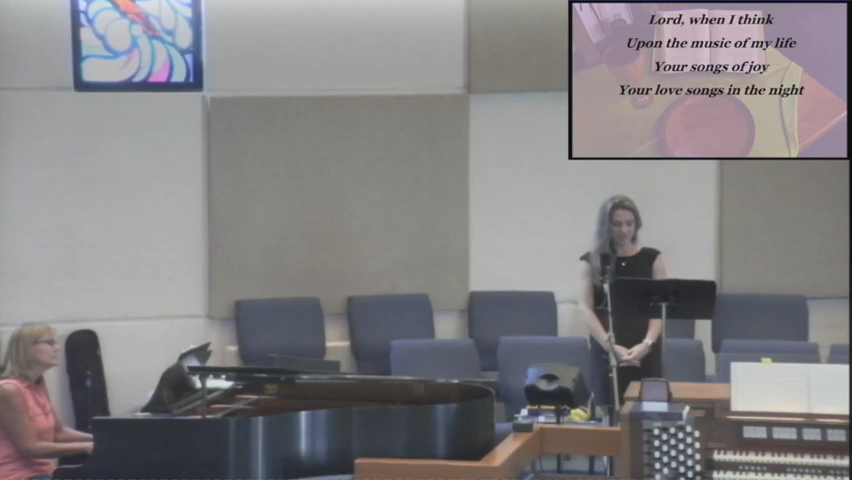 Lord, when I think
Upon the music of my life
Your songs of joy
Your love songs in the night